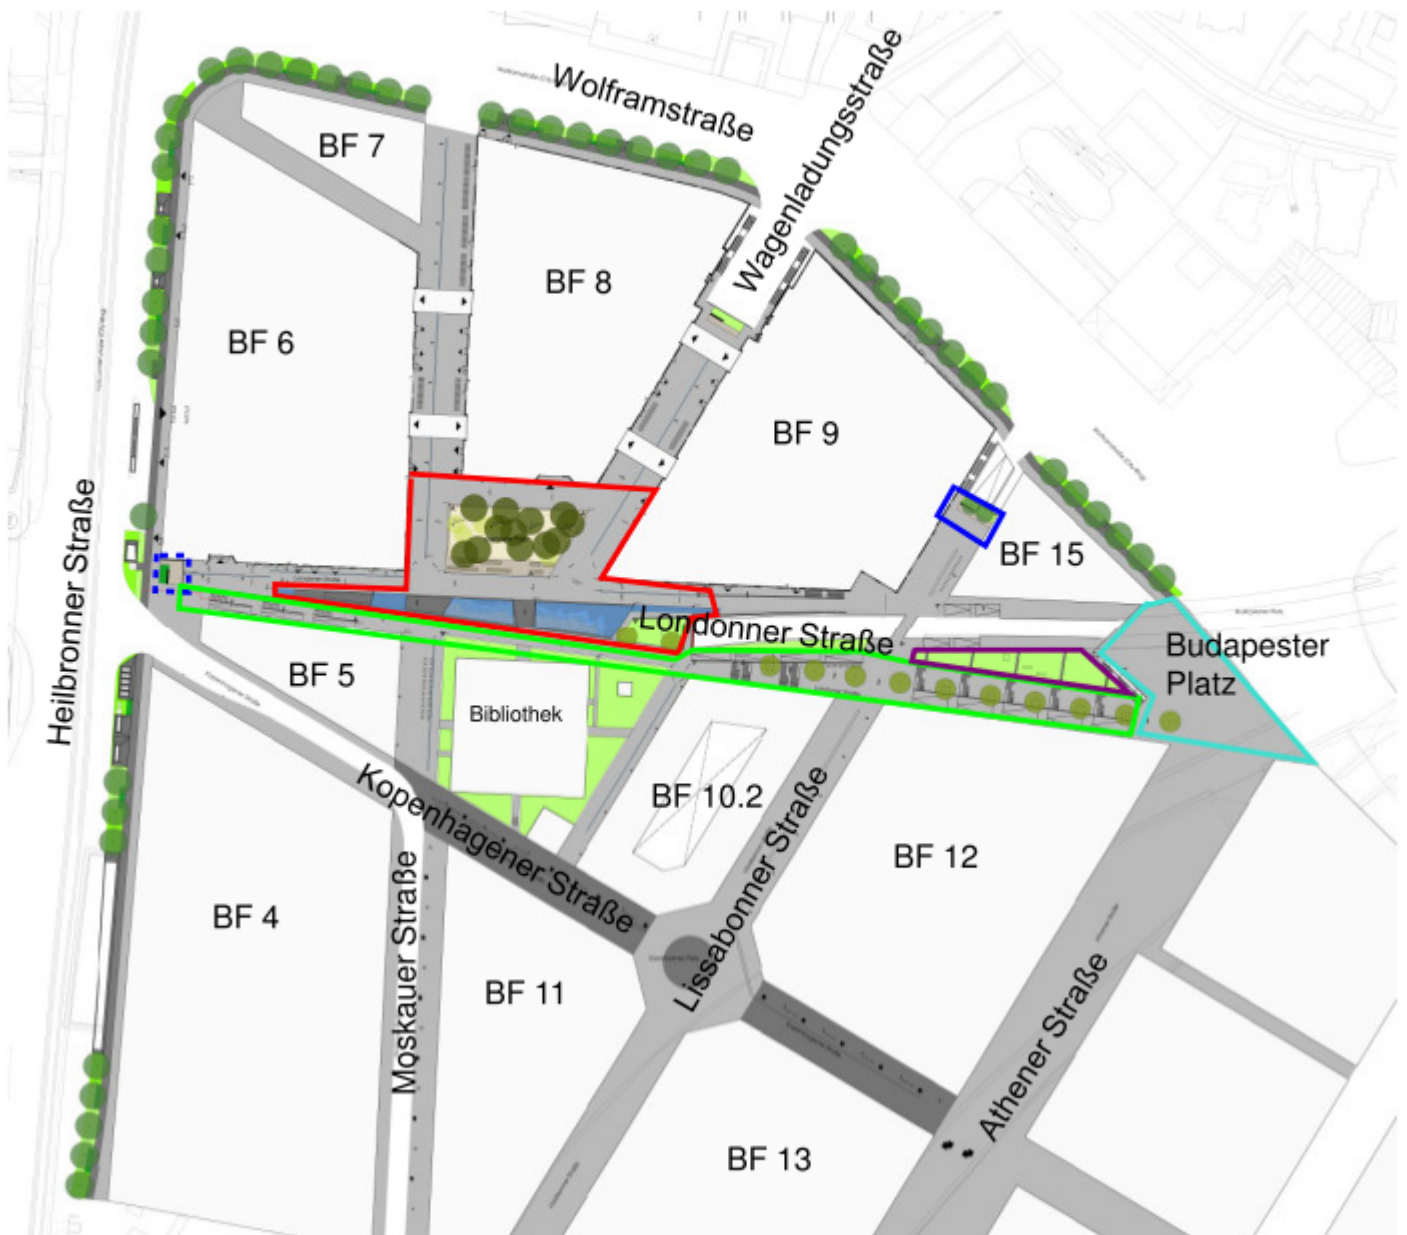 Wolframstraße
Wagenladungsstraße
BF 7
BF 8
BF 6
BF 9
Heilbronner Straße
BF 15
Londonner Straße
Budapester
Platz
BF 5
Bibliothek
BF 10.2
Kopenhagener Straße
Lissabonner Straße
BF 12
BF 4
Moskauer Straße
BF 11
Athener Straße
BF 13